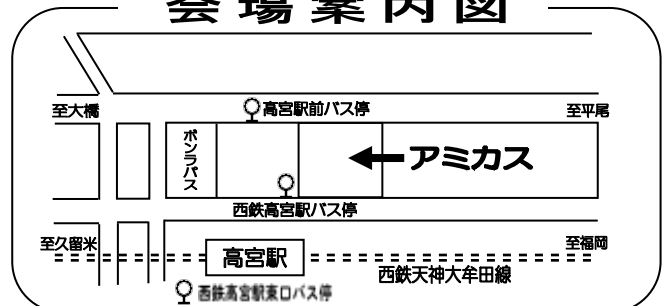 会場案内図
至大橋
高宮駅前バス停
至平尾
ボンラパス
アミカス
西鉄高宮駅バス停
至久留米
高宮駅
至福岡
西鉄天神大牟田線
西鉄高宮駅東口バス停